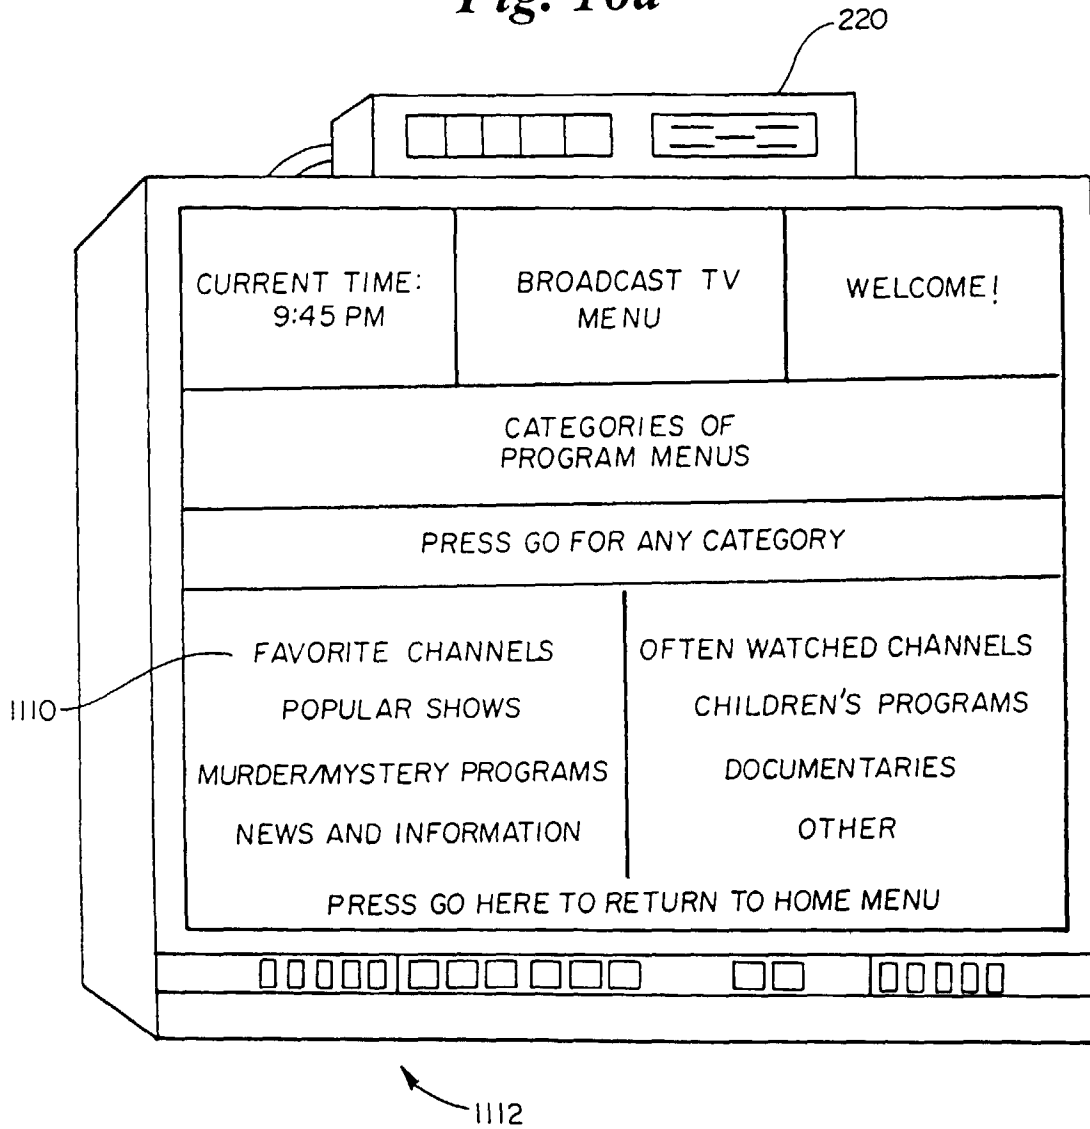 Fig. 10a
220
CURRENT TIME:
9:45 PM
BROADCAST TV
MENU
WELCOME!
CATEGORIES OF
PROGRAM MENUS
PRESS GO FOR ANY CATEGORY
FAVORITE CHANNELS
OFTEN WATCHED CHANNELS
1110
POPULAR SHOWS
CHILDREN'S PROGRAMS
MURDER/MYSTERY PROGRAMS
DOCUMENTARIES
NEWS AND INFORMATION
OTHER
PRESS GO HERE TO RETURN TO HOME MENU
1112